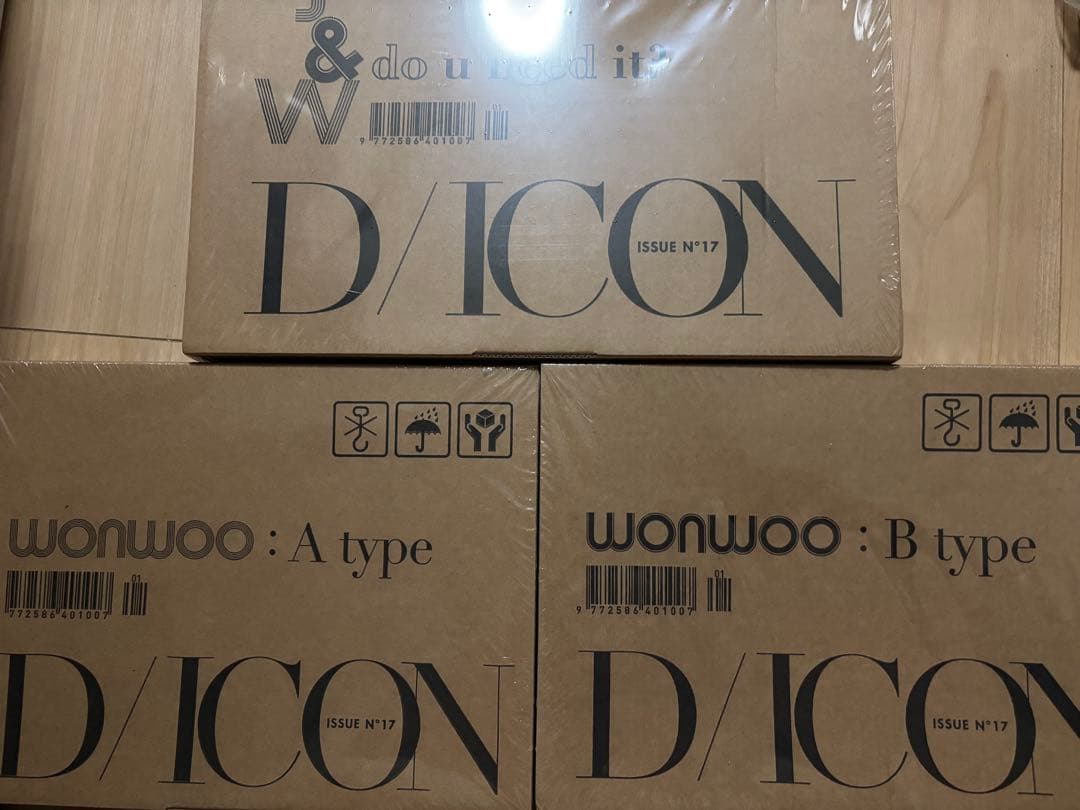 J
& do u need it?
W
01
9 772586 401007
D/ICON
ISSUE N°17
wonwoo : A type
01
772586 401007
D/ICON
ISSUE N°17
wonwoo : B type
01
9 772586 401007
D/ICON
ISSUE N°17